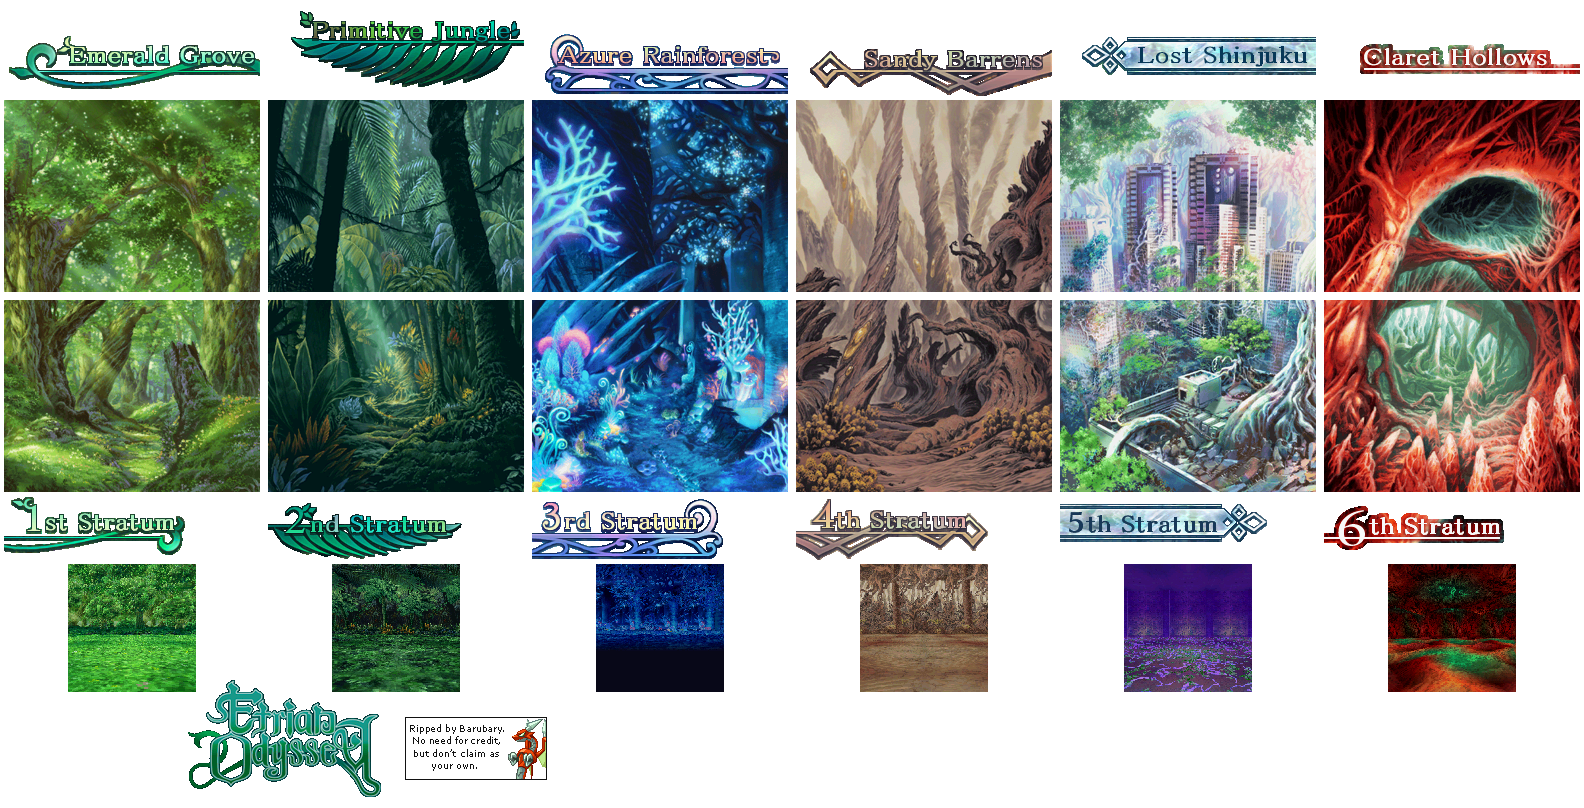 Emerald Grove
Primitive Jungle
Azure Rainforest
Sandy Barrens
Lost Shinjuku
Claret Hollows
1st Stratum
2nd Stratum
3rd Stratum
4th Stratum
5th Stratum
6th Stratum
Etrian
Odyssey
Ripped by Barubary.
No need for credit,
but don't claim as
your own.